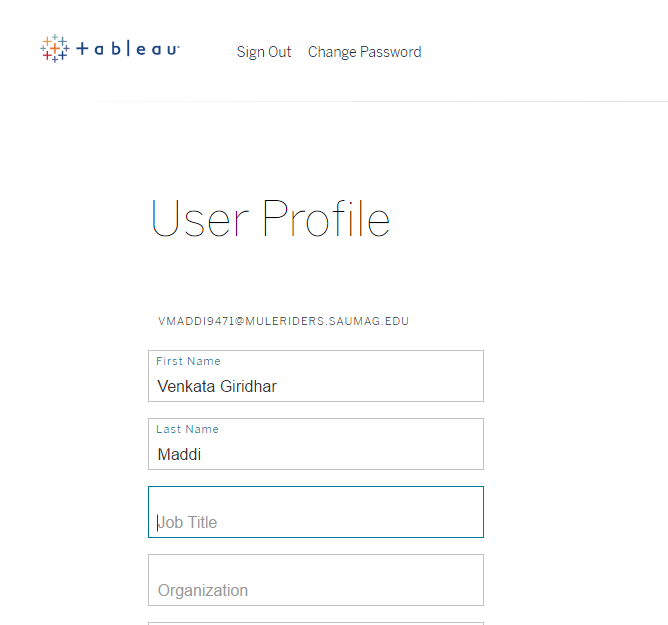 + a b l e a u
Sign Out Change Password
User Profile
VMADDI9471@MULERIDERS.SAUMAG.EDU
First Name
Venkata Giridhar
Last Name
Maddi
Job Title
Organization